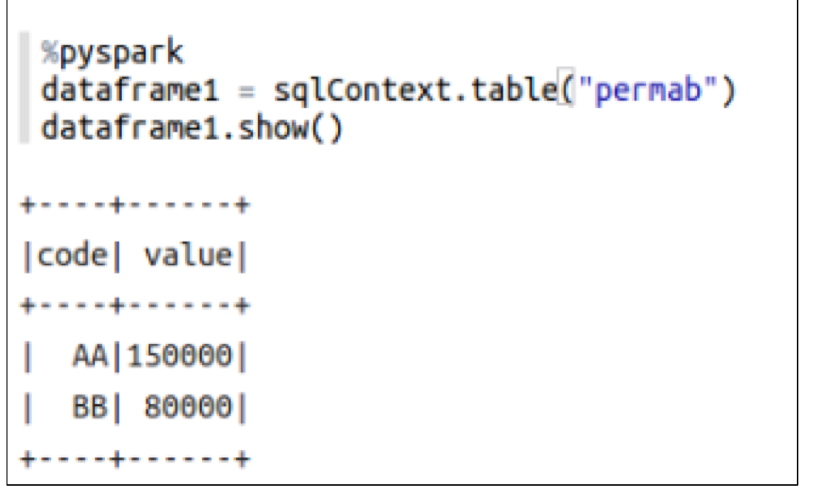 %pyspark
dataframe1 = sqlContext.table("permab")
dataframe1.show()
+----+------+
|code| value|
+----+------+
|  AA|150000|
|  BB| 80000|
+----+------+